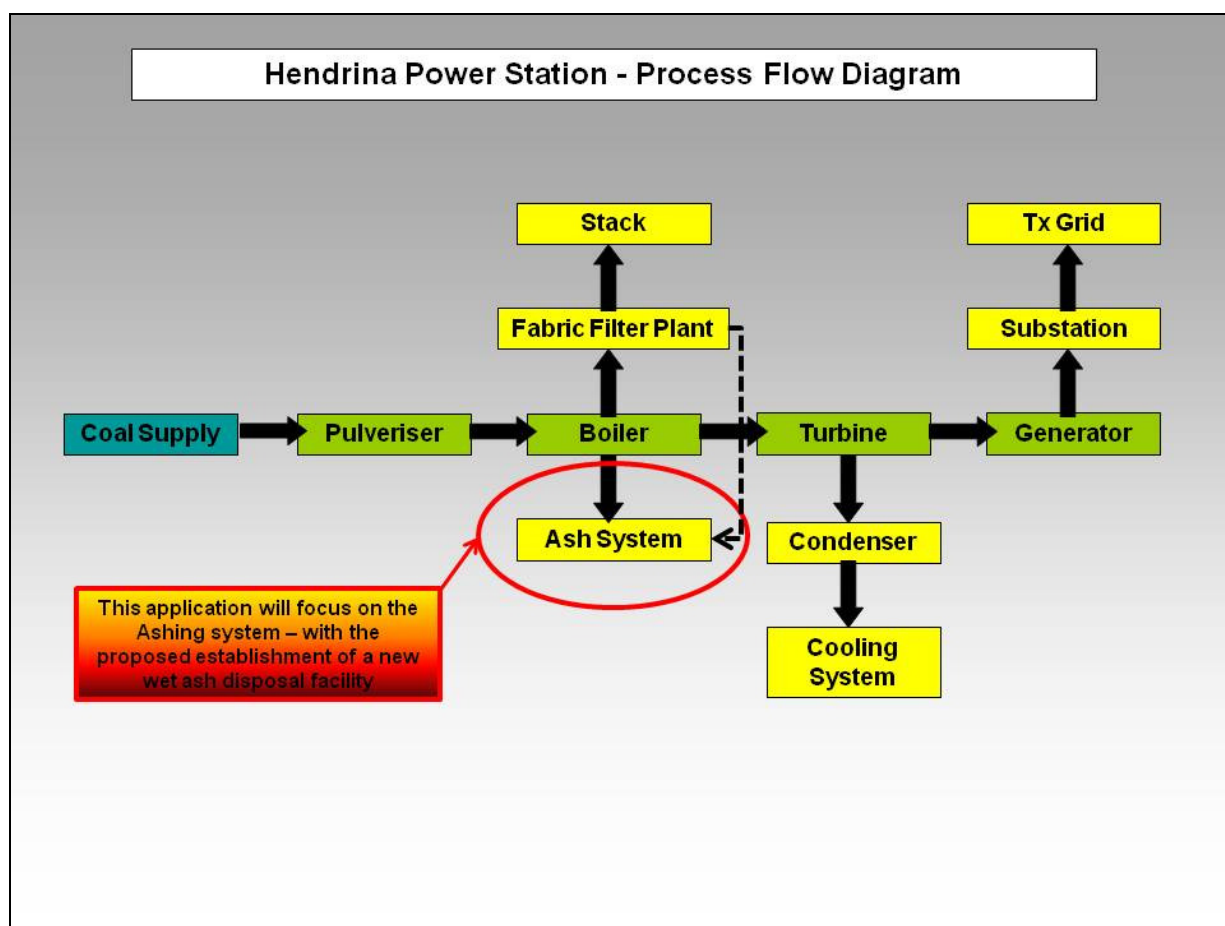 Hendrina Power Station - Process Flow Diagram
Stack
Tx Grid
Fabric Filter Plant
Substation
Coal Supply
Pulveriser
Boiler
Turbine
Generator
Ash System
Condenser
This application will focus on the
Ashing system – with the
proposed establishment of a new
wet ash disposal facility
Cooling
System